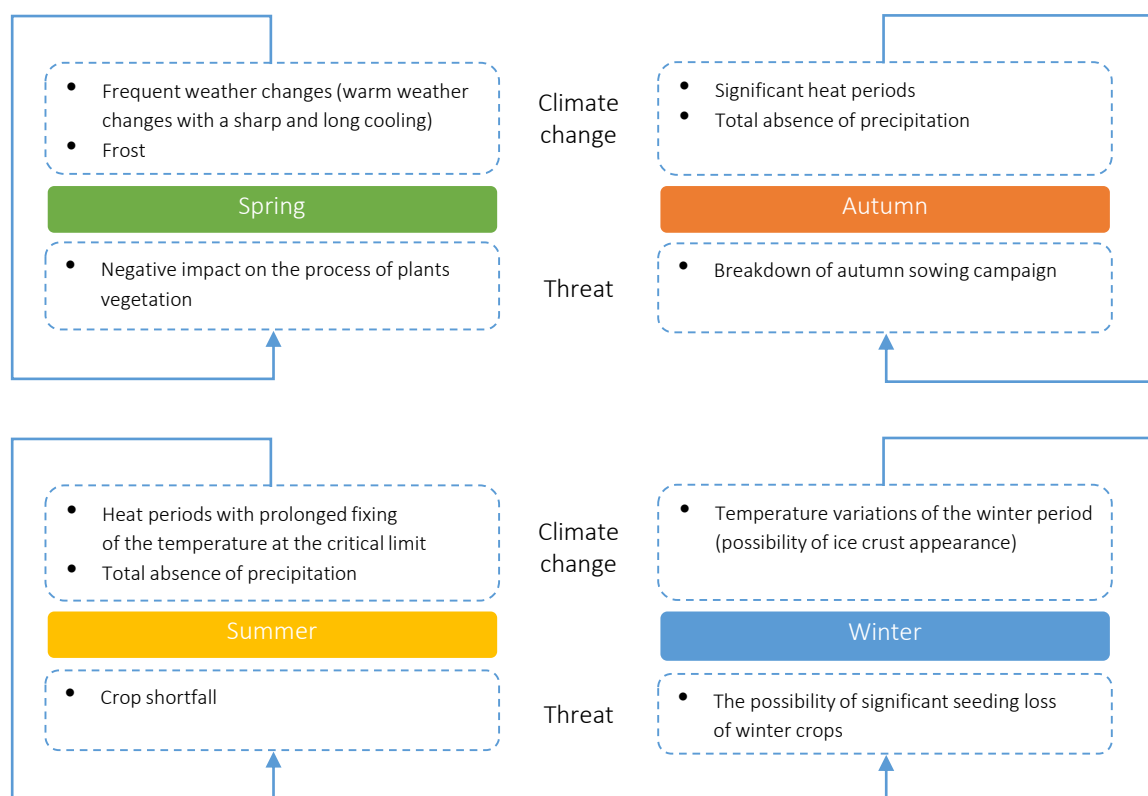 • Frequent weather changes (warm weather
changes with a sharp and long cooling)
• Frost
Climate
change
• Significant heat periods
• Total absence of precipitation
Spring
Autumn
• Negative impact on the process of plants
vegetation
Threat
• Breakdown of autumn sowing campaign
• Heat periods with prolonged fixing
of the temperature at the critical limit
• Total absence of precipitation
Climate
change
• Temperature variations of the winter period
(possibility of ice crust appearance)
Summer
Winter
• Crop shortfall
Threat
• The possibility of significant seeding loss
of winter crops